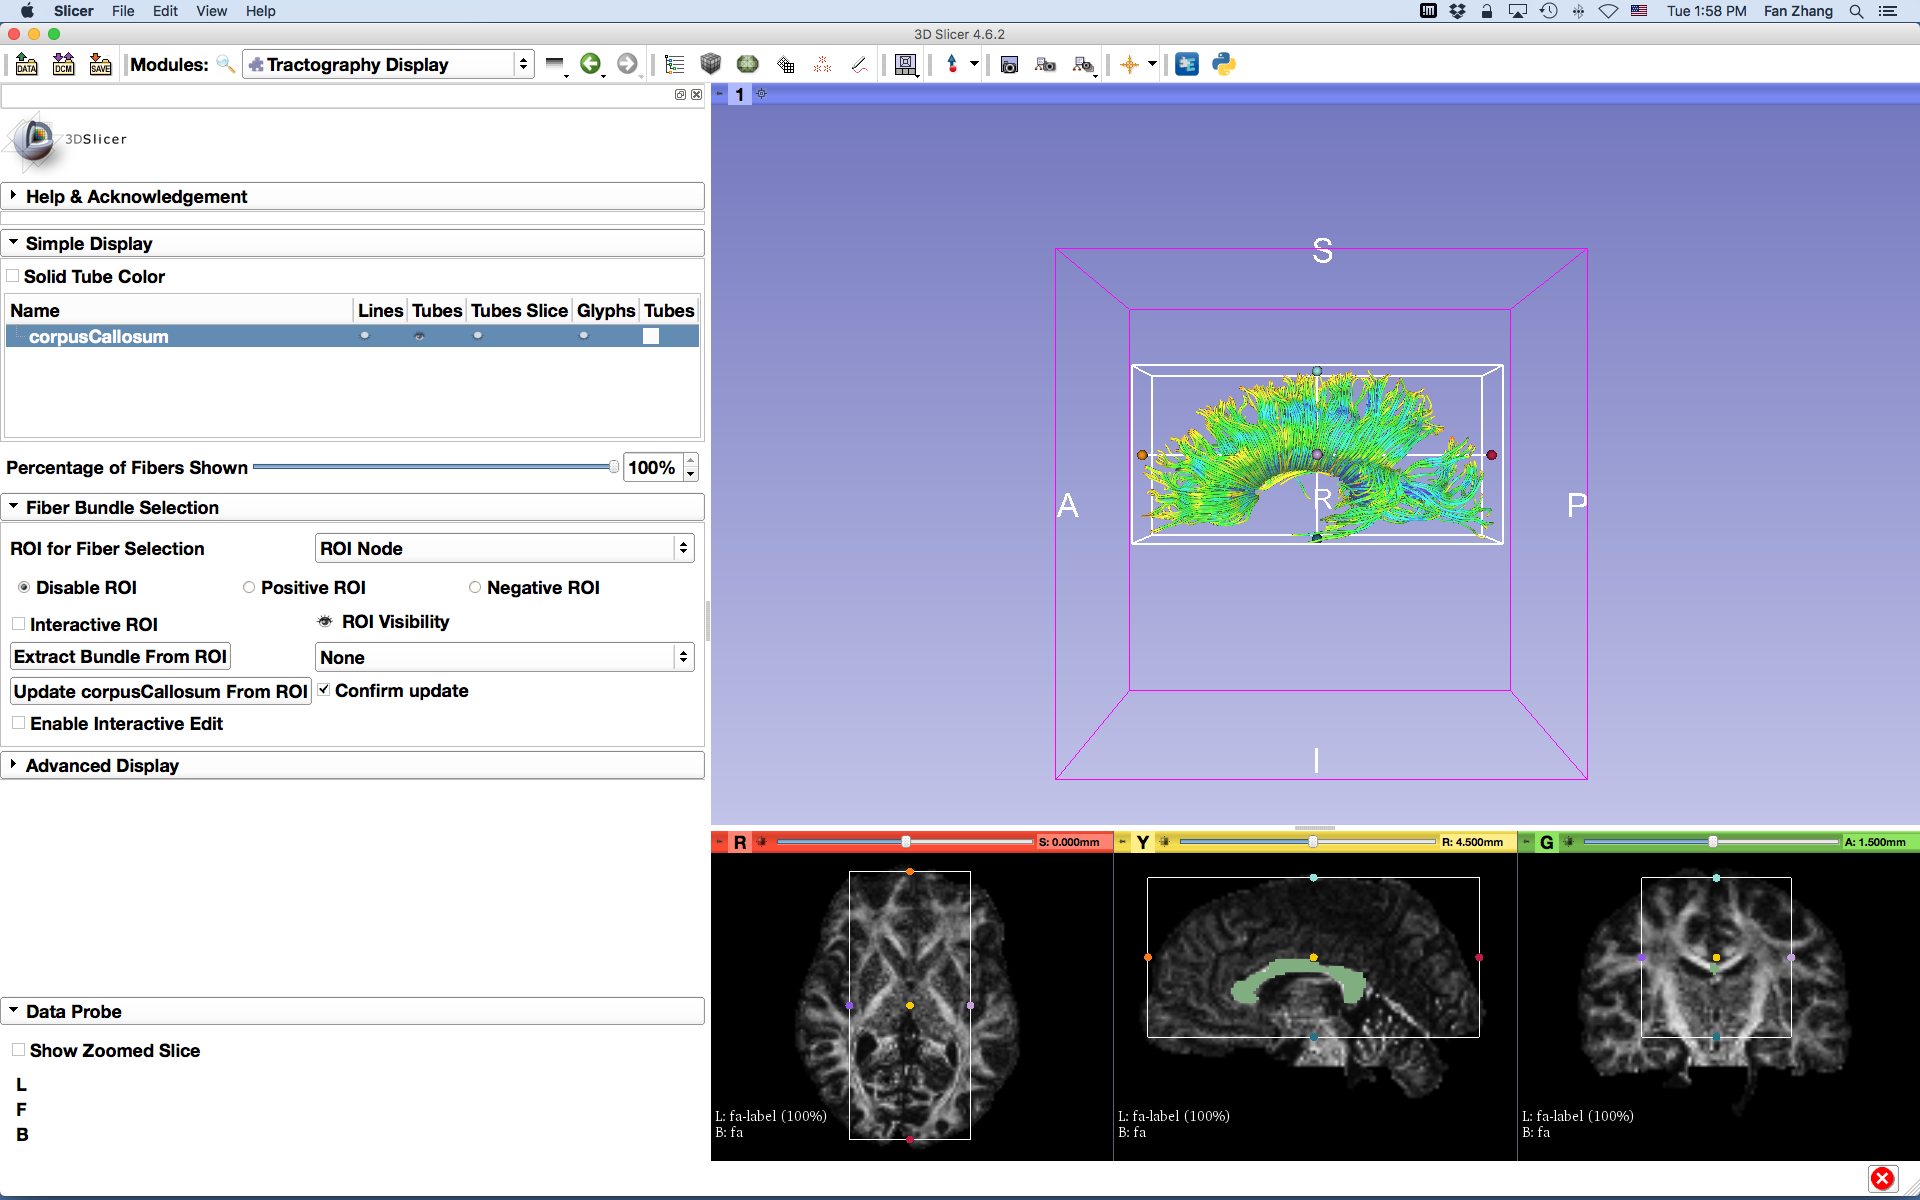 Slicer File Edit View Help Tue 1:58 PM Fan Zhang
3D Slicer 4.6.2
DATA DCM SAVE Modules: Tractography Display
1
3DSlicer
Help & Acknowledgement
Simple Display
Solid Tube Color
Name Lines Tubes Tubes Slice Glyphs Tubes
corpusCallosum
Percentage of Fibers Shown 100%
Fiber Bundle Selection
ROI for Fiber Selection ROI Node
Disable ROI Positive ROI Negative ROI
Interactive ROI ROI Visibility
Extract Bundle From ROI None
Update corpusCallosum From ROI Confirm update
Enable Interactive Edit
Advanced Display
Data Probe
Show Zoomed Slice
L
F
B
S
A R P
I
R S: 0.000mm
Y R: 4.500mm
G A: 1.500mm
L: fa-label (100%)
B: fa
L: fa-label (100%)
B: fa
L: fa-label (100%)
B: fa